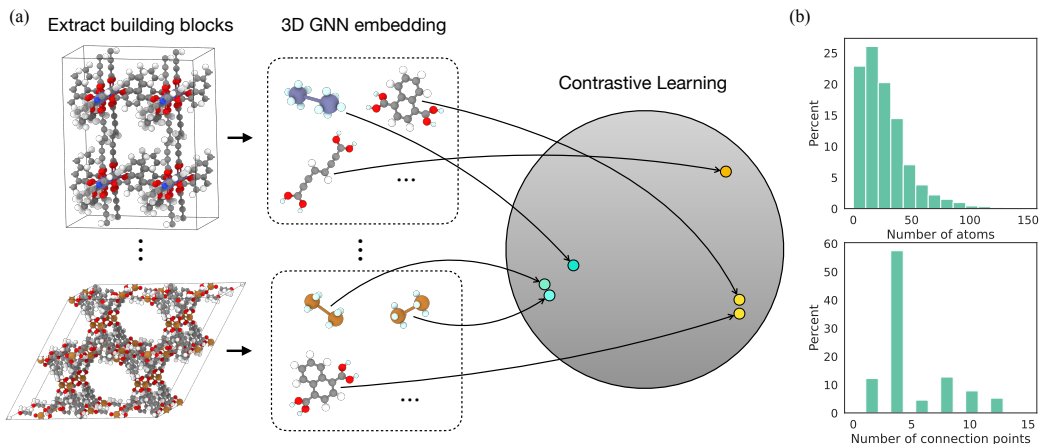 (a)
Extract building blocks
3D GNN embedding
Contrastive Learning
...
...
(b)
Percent
25
20
15
10
5
0
0
50
100
150
Number of atoms
Percent
60
50
40
30
20
10
0
0
5
10
15
Number of connection points